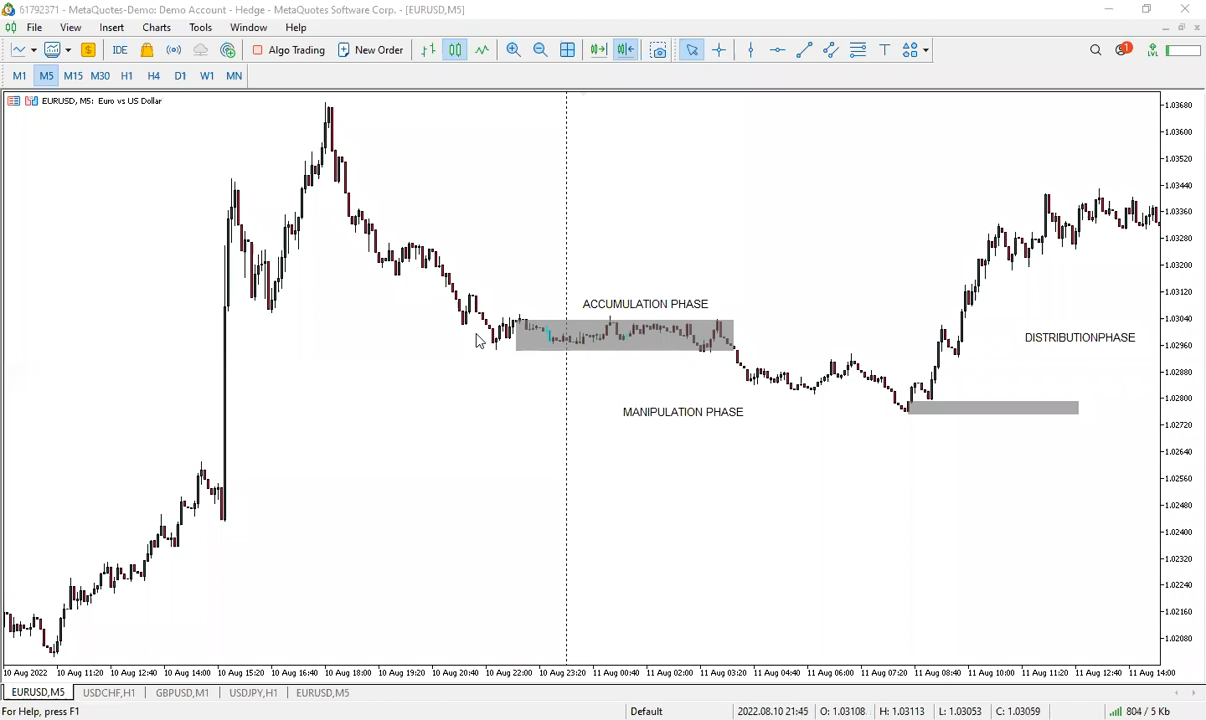 61792371 - MetaQuotes-Demo: Demo Account - Hedge - MetaQuotes Software Corp. - [EURUSD,M5]
File View Insert Charts Tools Window Help
IDE Algo Trading New Order 1 LVL
M1 M5 M15 M30 H1 H4 D1 W1 MN
EURUSD, M5: Euro vs US Dollar
1.03680
1.03600
1.03520
1.03440
1.03360
1.03280
1.03200
1.03120
1.03040
1.02960
1.02880
1.02800
1.02720
1.02640
1.02560
1.02480
1.02400
1.02320
1.02240
1.02160
1.02080
ACCUMULATION PHASE
DISTRIBUTIONPHASE
MANIPULATION PHASE
10 Aug 2022 10 Aug 11:20 10 Aug 12:40 10 Aug 14:00 10 Aug 15:20 10 Aug 16:40 10 Aug 18:00 10 Aug 19:20 10 Aug 20:40 10 Aug 22:00 10 Aug 23:20 11 Aug 00:40 11 Aug 02:00 11 Aug 03:20 11 Aug 04:40 11 Aug 06:00 11 Aug 07:20 11 Aug 08:40 11 Aug 10:00 11 Aug 11:20 11 Aug 12:40 11 Aug 14:00
EURUSD,M5 USDCHF,H1 GBPUSD,M1 USDJPY,H1 EURUSD,M5
For Help, press F1 Default 2022.08.10 21:45 O: 1.03108 H: 1.03113 L: 1.03053 C: 1.03059 804 / 5 Kb